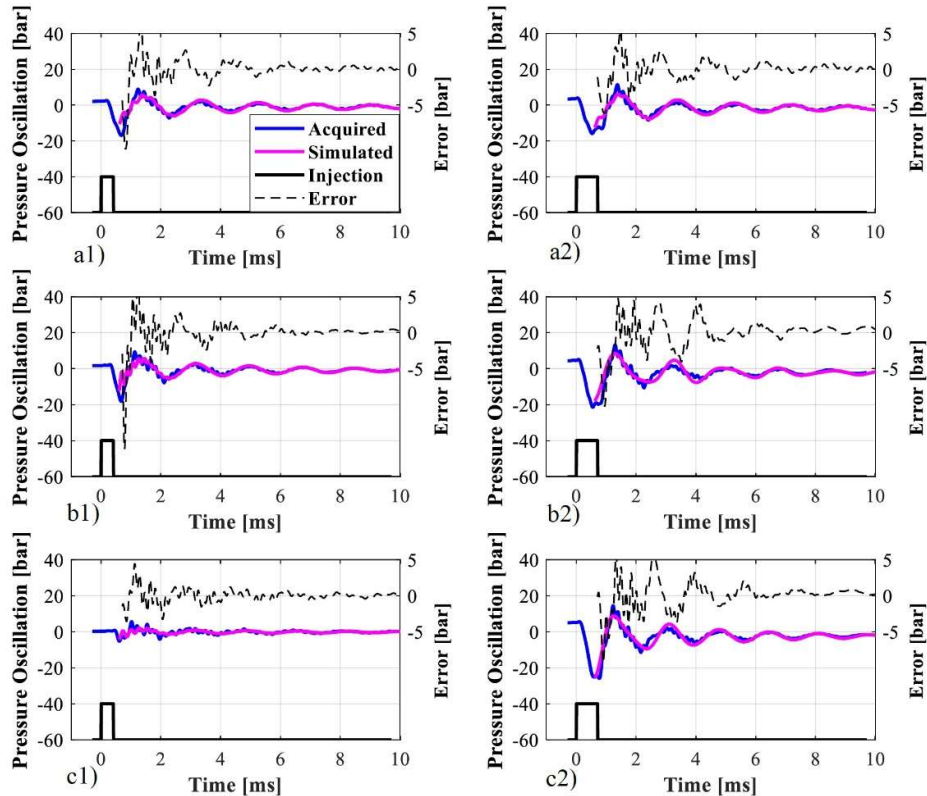 Pressure Oscillation [bar]
40
20
0
-20
-40
-60
5
0
-5
Error [bar]
Acquired
Simulated
Injection
Error
0 2 4 6 8 10
Time [ms]
a1)
Pressure Oscillation [bar]
40
20
0
-20
-40
-60
5
0
-5
Error [bar]
0 2 4 6 8 10
Time [ms]
a2)
Pressure Oscillation [bar]
40
20
0
-20
-40
-60
5
0
-5
Error [bar]
0 2 4 6 8 10
Time [ms]
b1)
Pressure Oscillation [bar]
40
20
0
-20
-40
-60
5
0
-5
Error [bar]
0 2 4 6 8 10
Time [ms]
b2)
Pressure Oscillation [bar]
40
20
0
-20
-40
-60
5
0
-5
Error [bar]
0 2 4 6 8 10
Time [ms]
c1)
Pressure Oscillation [bar]
40
20
0
-20
-40
-60
5
0
-5
Error [bar]
0 2 4 6 8 10
Time [ms]
c2)